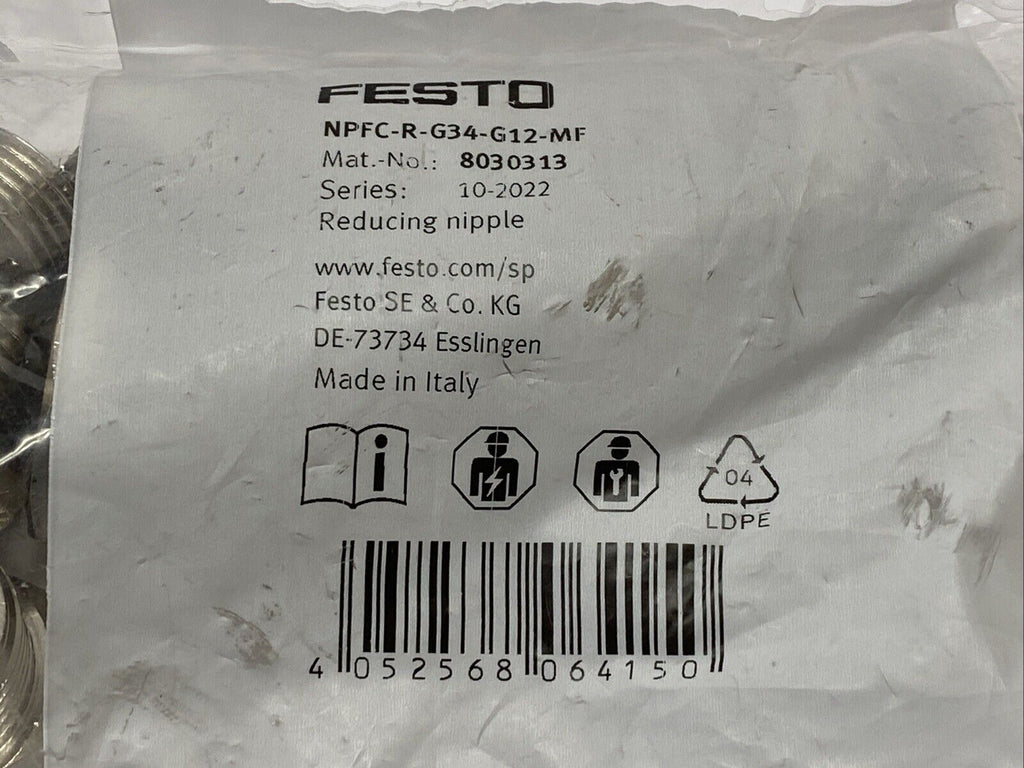 FESTO
NPFC-R-G34-G12-MF
Mat.-No.: 8030313
Series: 10-2022
Reducing nipple
www.festo.com/sp
Festo SE & Co. KG
DE-73734 Esslingen
Made in Italy
i
04
LDPE
4 052568 064150